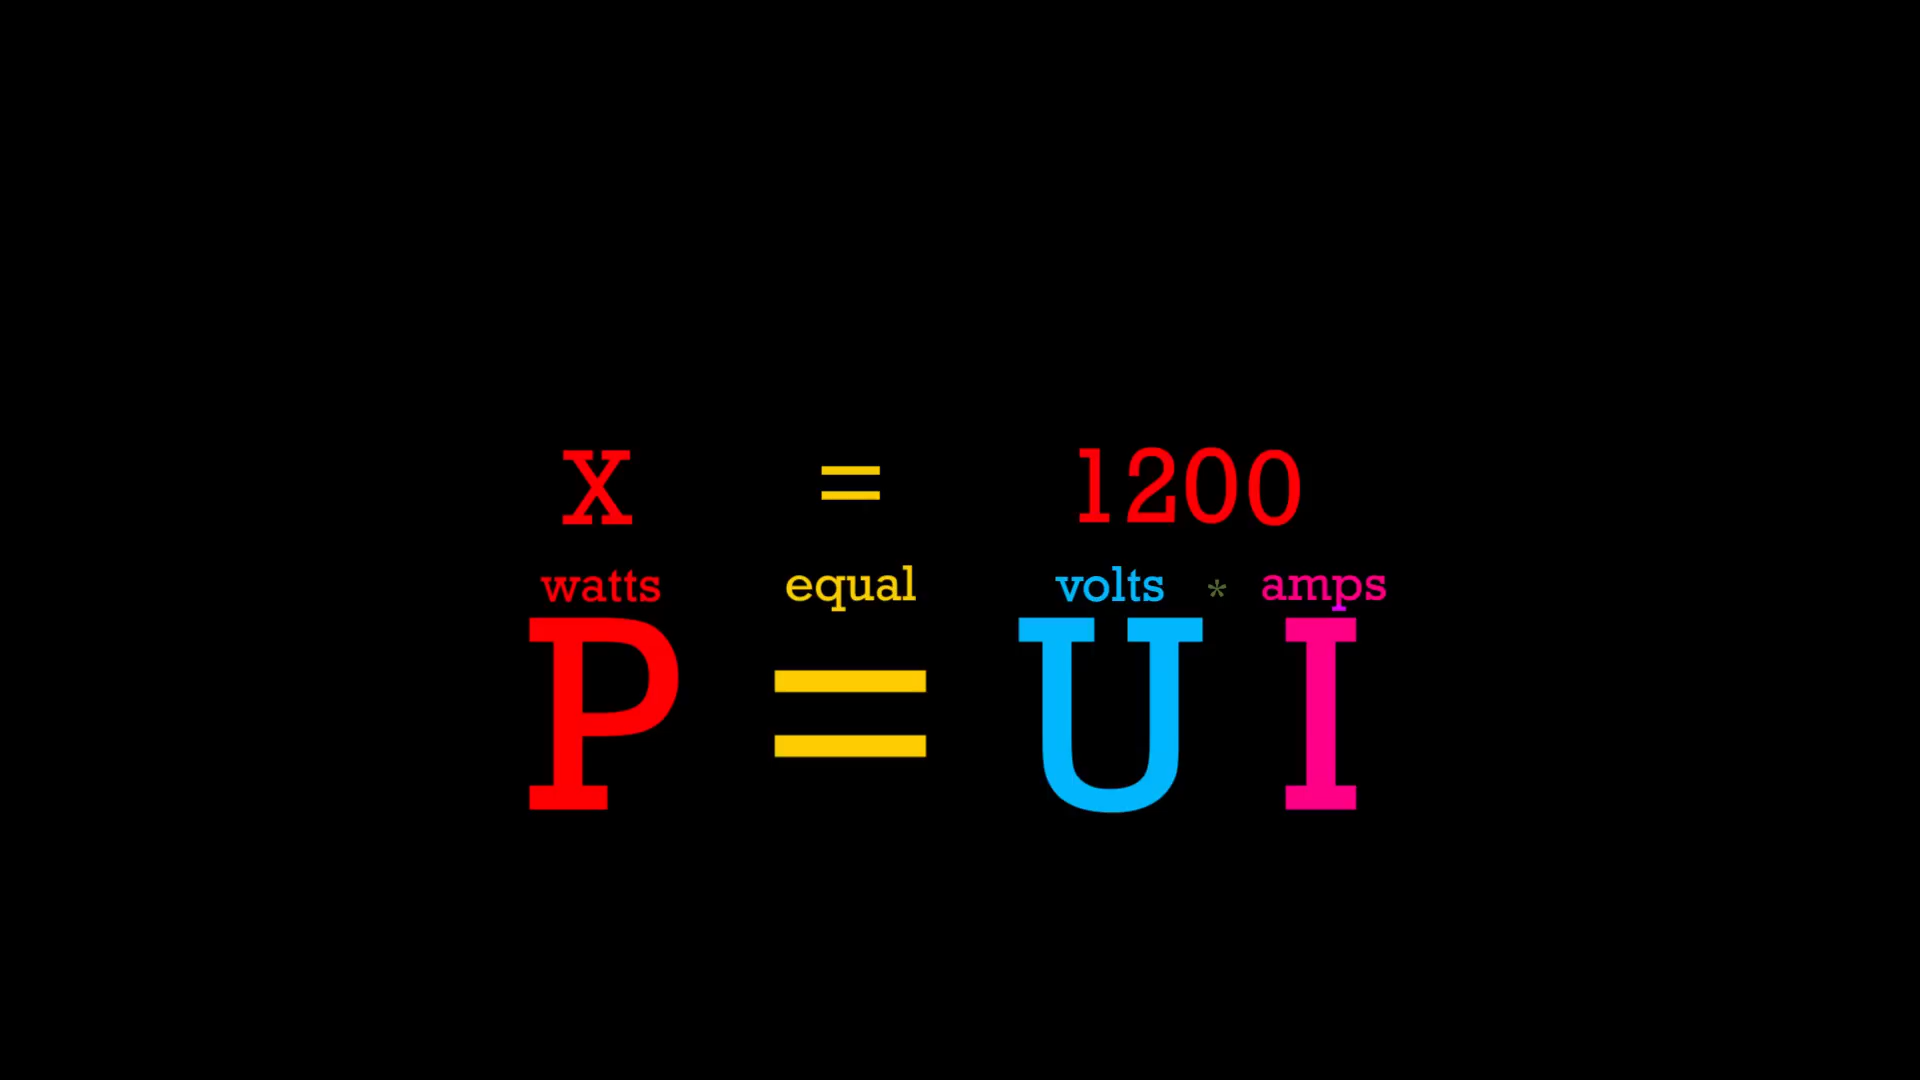 x = 1200
watts equal volts * amps
P = U I